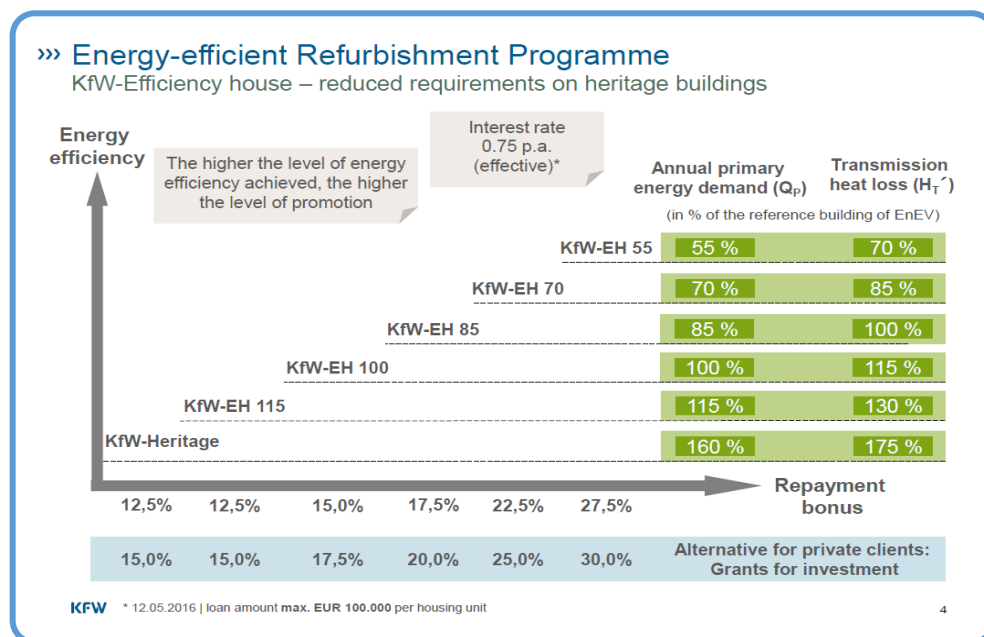 ››› Energy-efficient Refurbishment Programme
KfW-Efficiency house – reduced requirements on heritage buildings
Energy
efficiency
The higher the level of energy
efficiency achieved, the higher
the level of promotion
Interest rate
0.75 p.a.
(effective)*
Annual primary
energy demand (QP)
Transmission
heat loss (HT´)
(in % of the reference building of EnEV)
KfW-EH 55 55 % 70 %
KfW-EH 70 70 % 85 %
KfW-EH 85 85 % 100 %
KfW-EH 100 100 % 115 %
KfW-EH 115 115 % 130 %
KfW-Heritage 160 % 175 %
Repayment
bonus
12,5% 12,5% 15,0% 17,5% 22,5% 27,5%
15,0% 15,0% 17,5% 20,0% 25,0% 30,0%
Alternative for private clients:
Grants for investment
KFW * 12.05.2016 | loan amount max. EUR 100.000 per housing unit
4